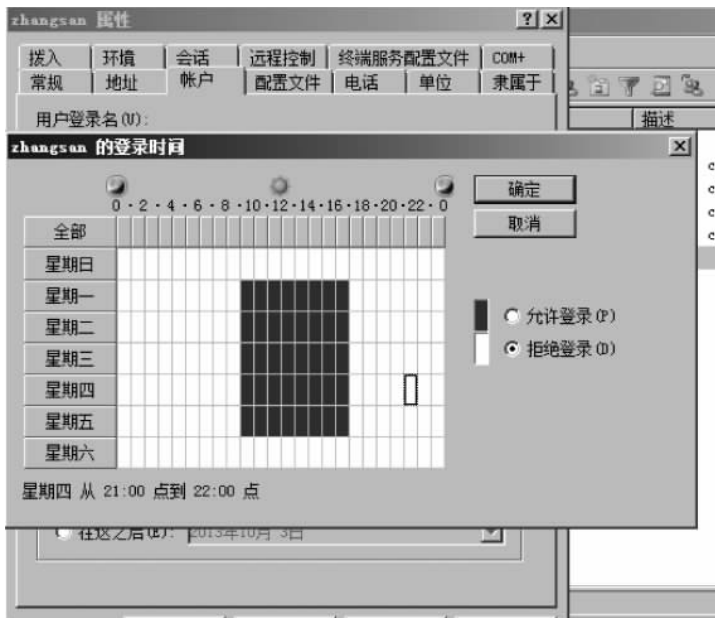 zhangsan 属性
拨入 环境 会话 远程控制 终端服务配置文件 COM+
常规 地址 帐户 配置文件 电话 单位 隶属于
用户登录名(U):
描述
zhangsan 的登录时间
0 · 2 · 4 · 6 · 8 ·10·12·14·16·18·20·22· 0
确定
取消
全部
星期日
星期一
星期二
星期三
星期四
星期五
星期六
允许登录(P)
拒绝登录(D)
星期四 从 21:00 点到 22:00 点
在这之后(E): 2013年10月 3日